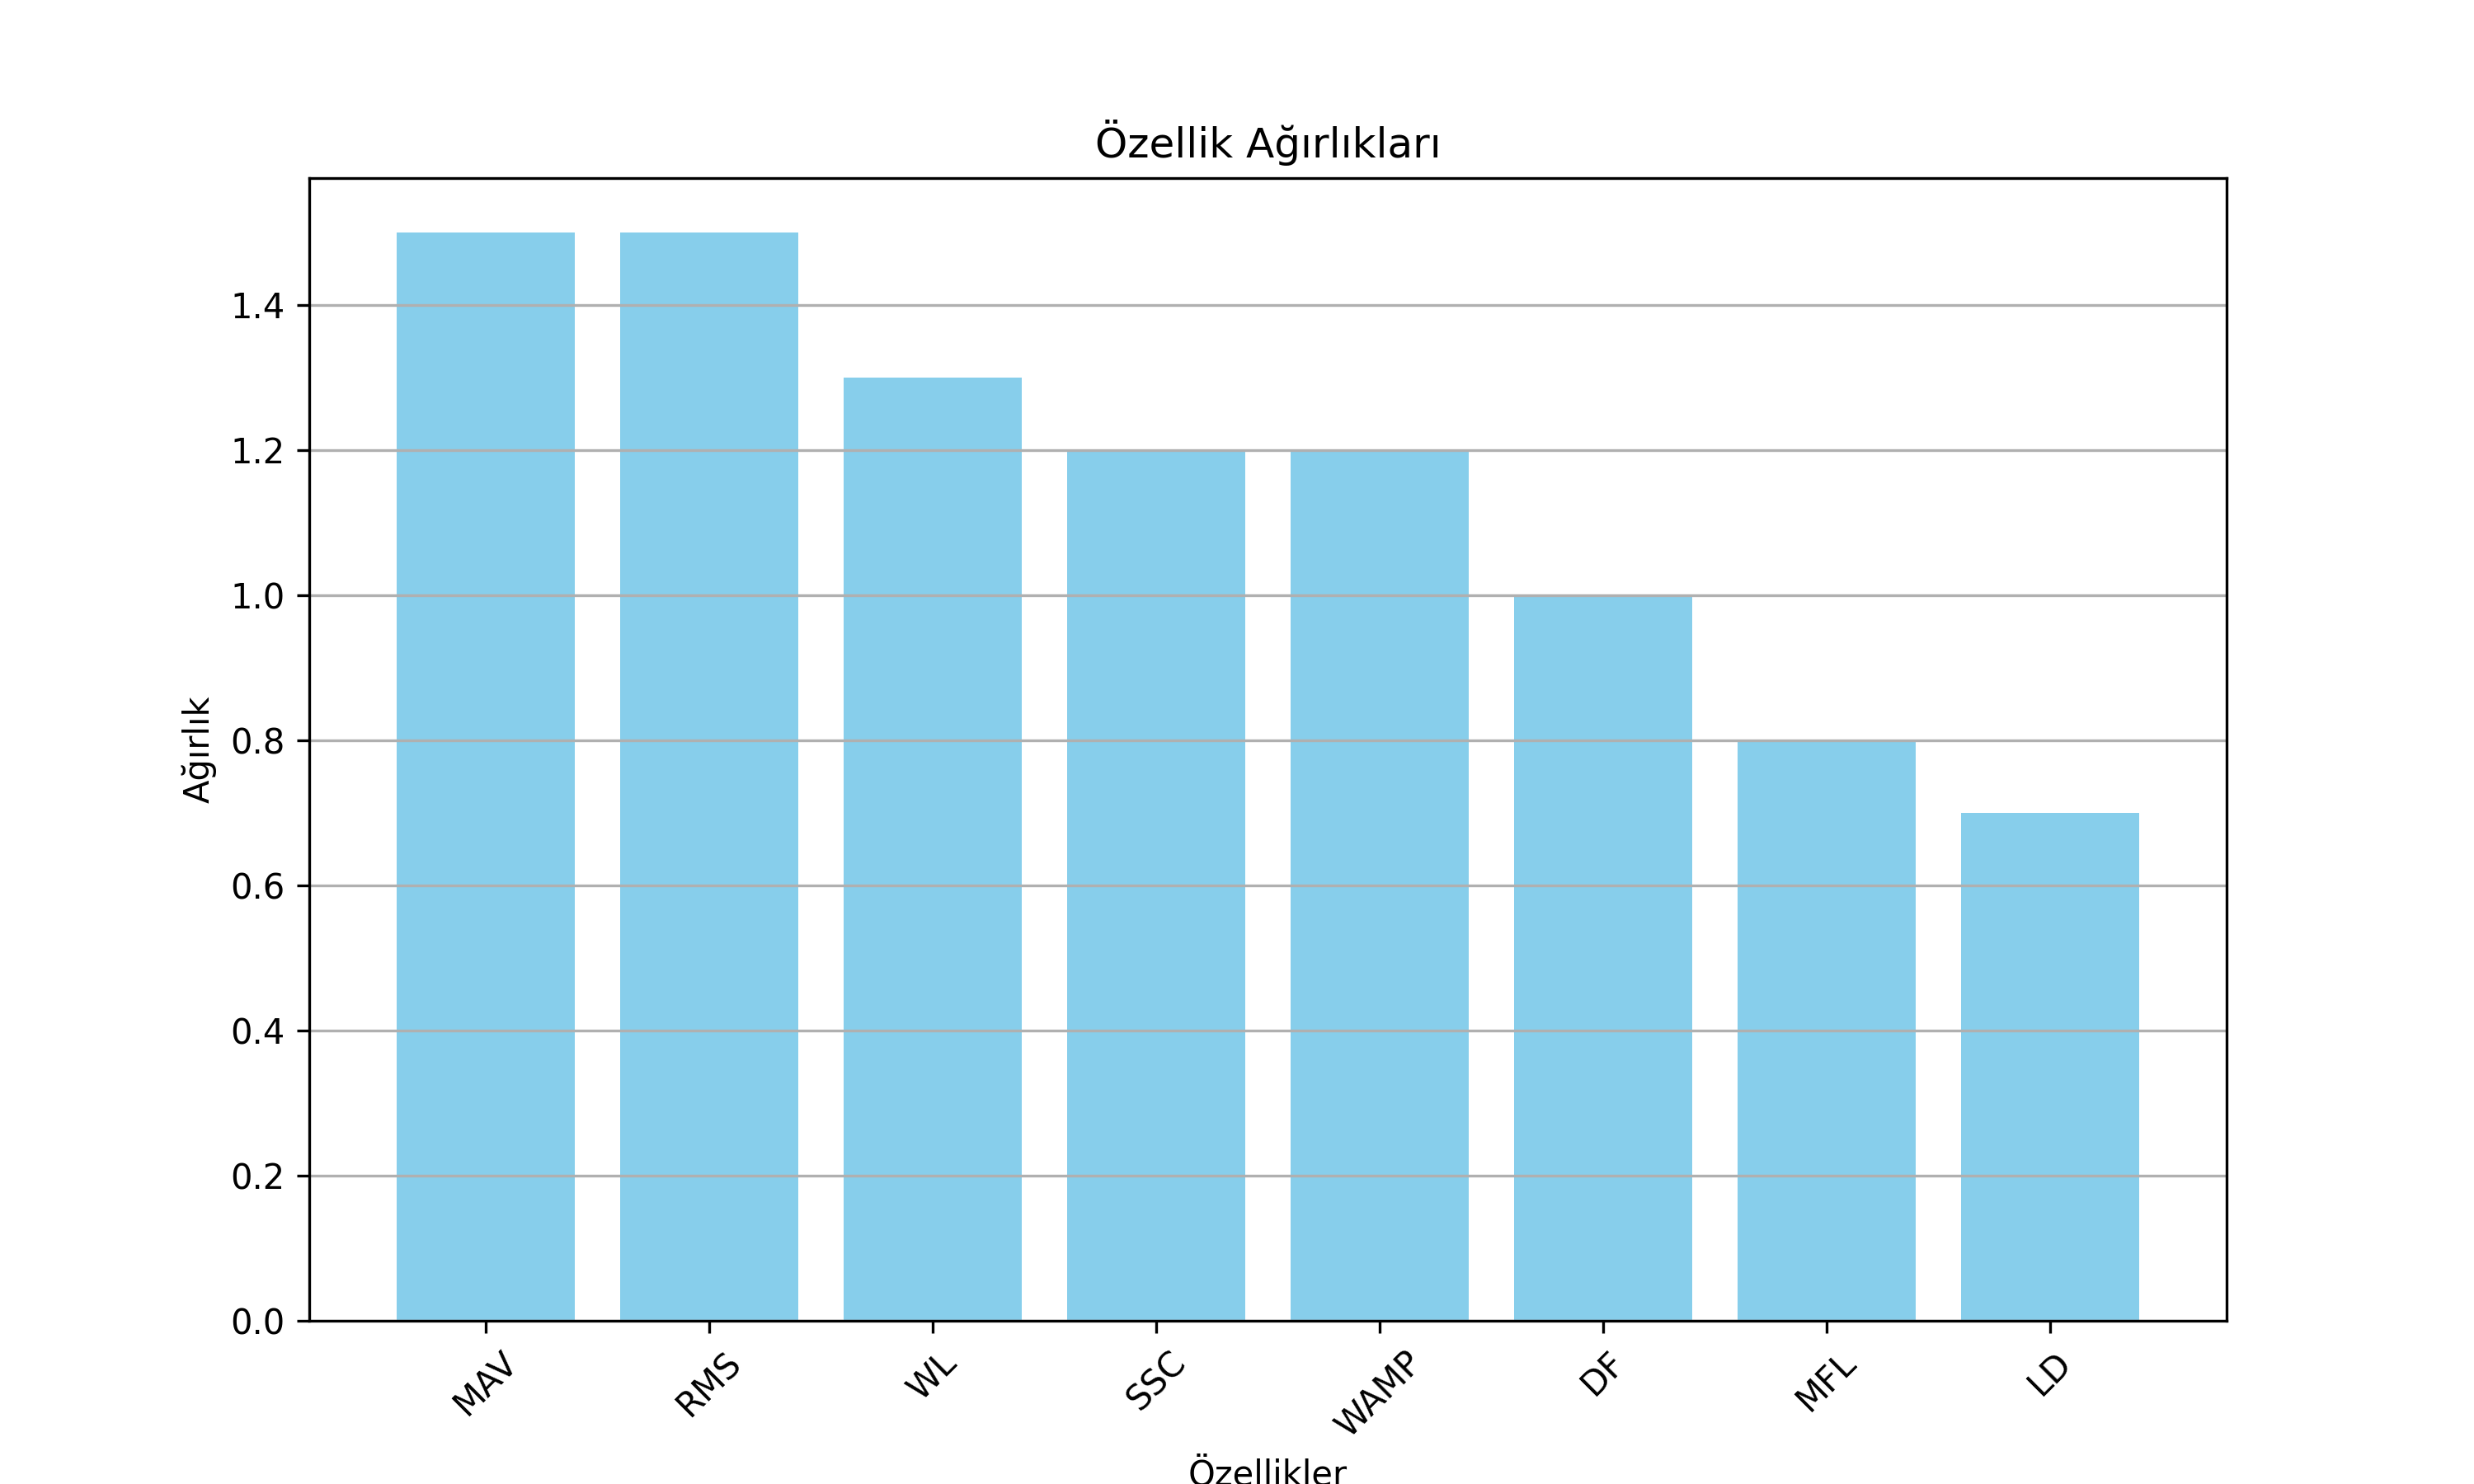 Özellik Ağırlıkları
Ağırlık
1.4
1.2
1.0
0.8
0.6
0.4
0.2
0.0
MAV
RMS
WL
SSC
WAMP
DF
MFL
LD
Özellikler